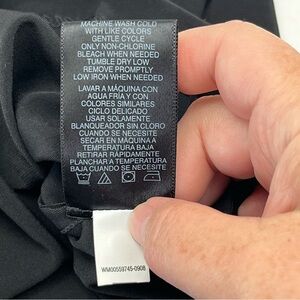 MACHINE WASH COLD
WITH LIKE COLORS
GENTLE CYCLE
ONLY NON-CHLORINE
BLEACH WHEN NEEDED
TUMBLE DRY LOW
REMOVE PROMPTLY
LOW IRON WHEN NEEDED
LAVAR A MÁQUINA CON
AGUA FRÍA Y CON
COLORES SIMILARES
CICLO DELICADO
USAR SOLAMENTE
BLANQUEADOR SIN CLORO
CUANDO SE NECESITE
SECAR EN MÁQUINA A
TEMPERATURA BAJA
RETIRAR RÁPIDAMENTE
PLANCHAR A TEMPERATURA
BAJA CUANDO SE NECESITE
WM00559745-0908